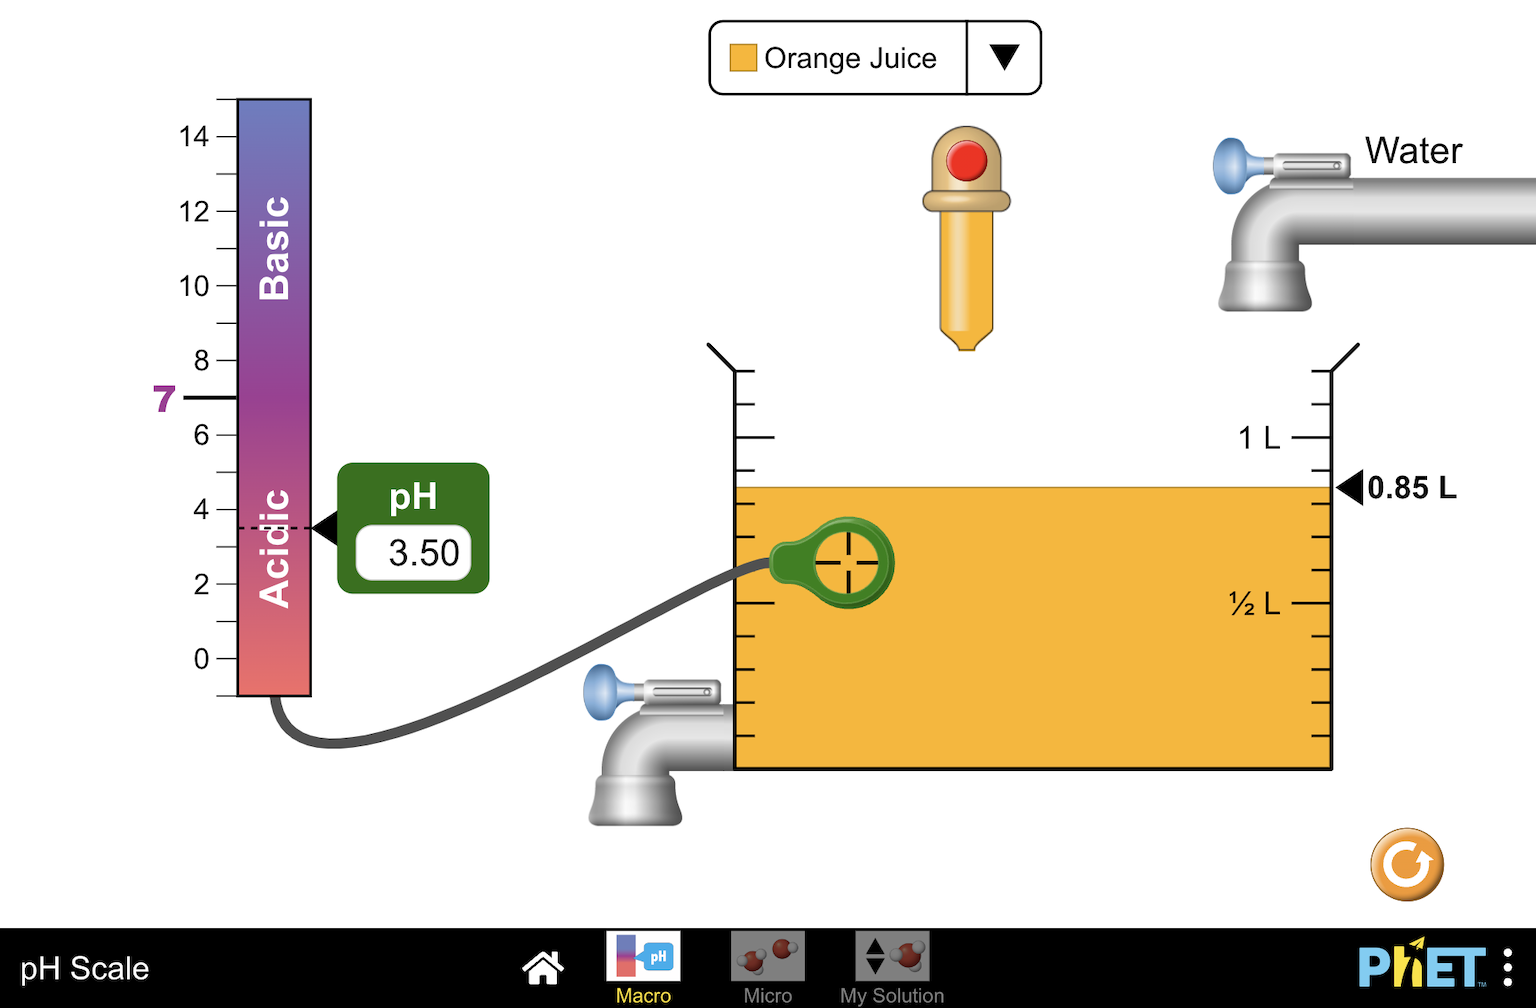 Orange Juice
Water
14
12
10
8
7
6
4
2
0
Basic
Acidic
pH
3.50
1 L
0.85 L
½ L
pH Scale
pH
Macro
Micro
My Solution
PhET
TM